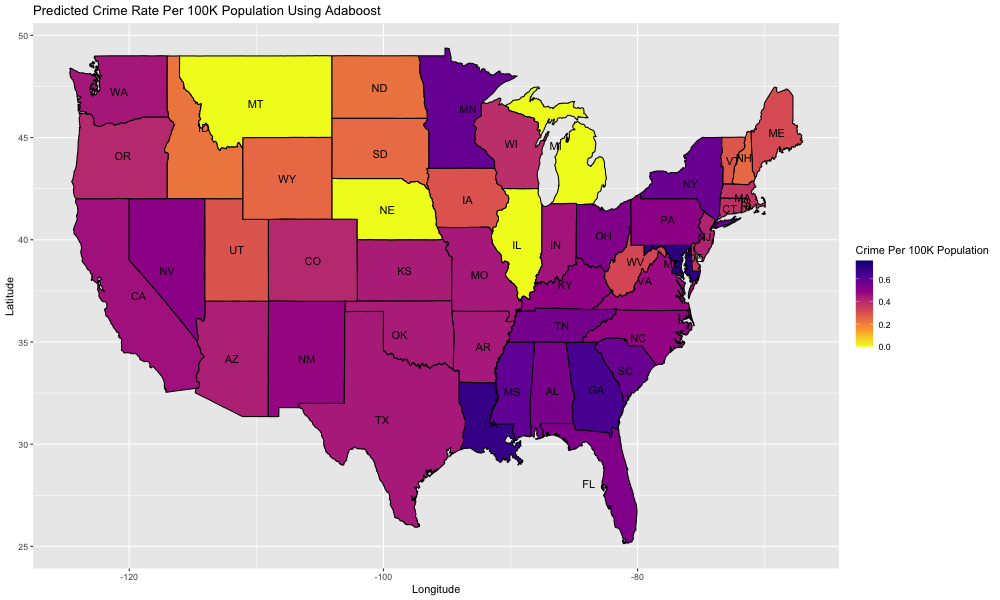 Predicted Crime Rate Per 100K Population Using Adaboost
50
45
40
35
30
25
Latitude
-120
-100
-80
Longitude
WA
MT
ND
MN
ID
OR
SD
WI
MI
ME
VT
NH
WY
NE
IA
NY
MA
CT
RI
PA
NJ
NV
UT
CO
KS
MO
IL
IN
OH
WV
MD
DE
VA
KY
CA
AZ
NM
OK
AR
TN
NC
SC
TX
LA
MS
AL
GA
FL
Crime Per 100K Population
0.6
0.4
0.2
0.0